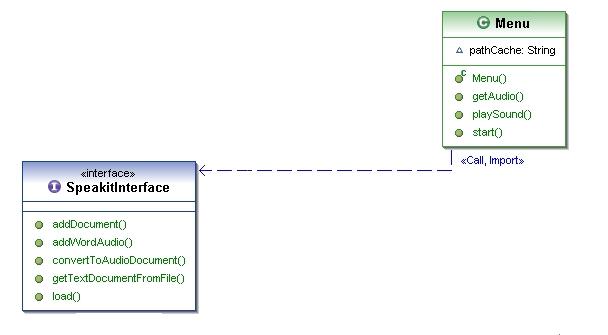 Menu
pathCache: String
Menu()
getAudio()
playSound()
start()
«Call, Import»
«interface»
SpeakitInterface
addDocument()
addWordAudio()
convertToAudioDocument()
getTextDocumentFromFile()
load()